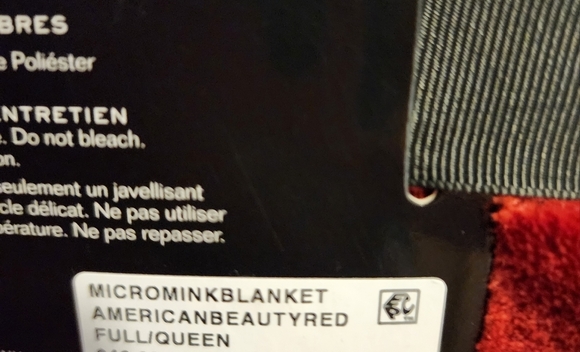 BRES
e Poliéster
NTRETIEN
. Do not bleach.
on.
seulement un javellisant
cle délicat. Ne pas utiliser
pérature. Ne pas repasser.
MICROMINKBLANKET
AMERICANBEAUTYRED
FULL/QUEEN